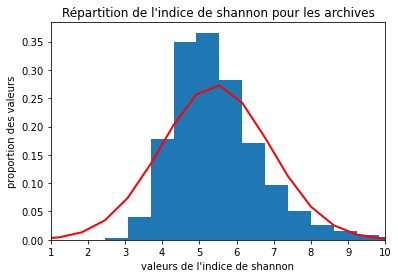 Répartition de l'indice de shannon pour les archives
proportion des valeurs
0.35
0.30
0.25
0.20
0.15
0.10
0.05
0.00
1 2 3 4 5 6 7 8 9 10
valeurs de l'indice de shannon